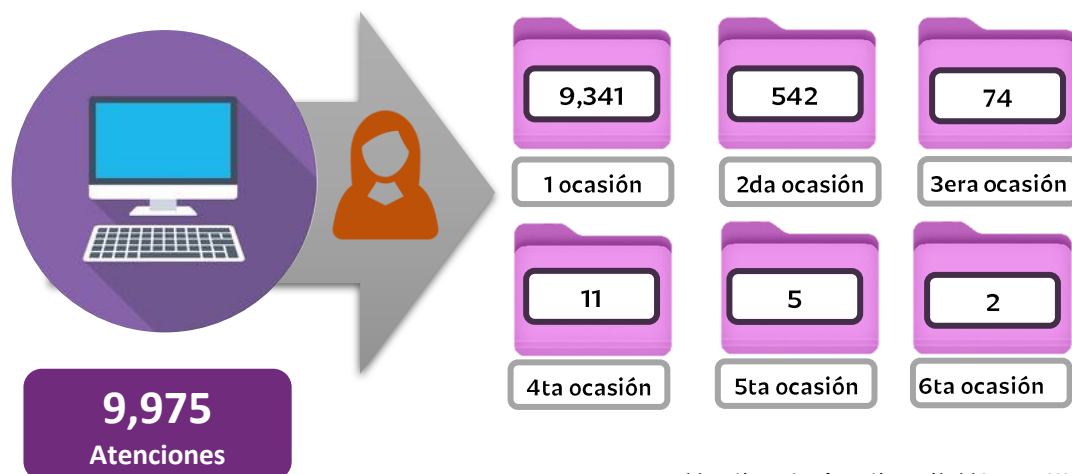 9,341
542
74
1 ocasión
2da ocasión
3era ocasión
11
5
2
4ta ocasión
5ta ocasión
6ta ocasión
9,975
Atenciones